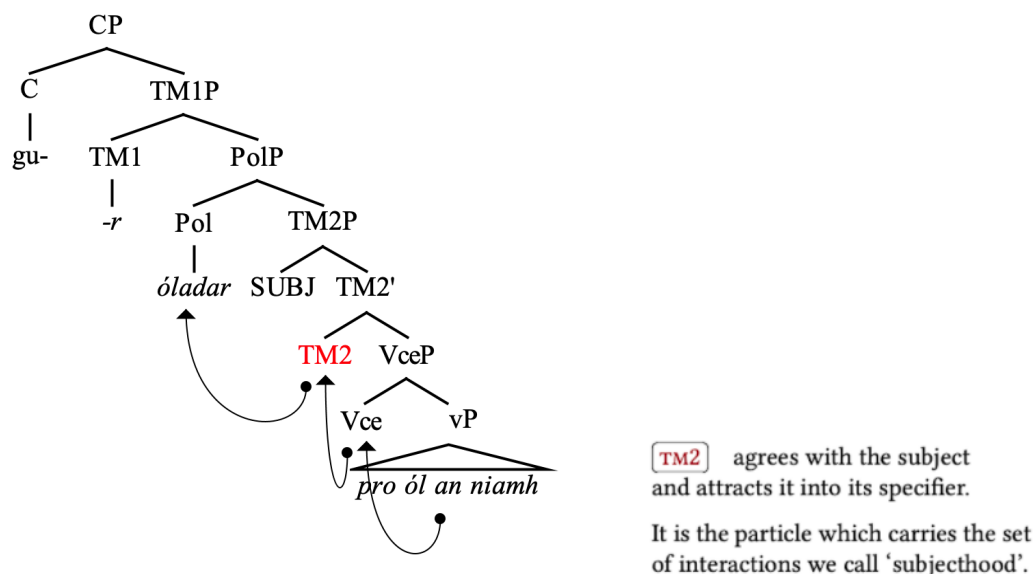 CP
C TM1P
gu- TM1 PolP
-r Pol TM2P
óladar SUBJ TM2'
TM2 VceP
Vce vP
pro ól an niamh
TM2 agrees with the subject
and attracts it into its specifier.
It is the particle which carries the set
of interactions we call ‘subjecthood’.